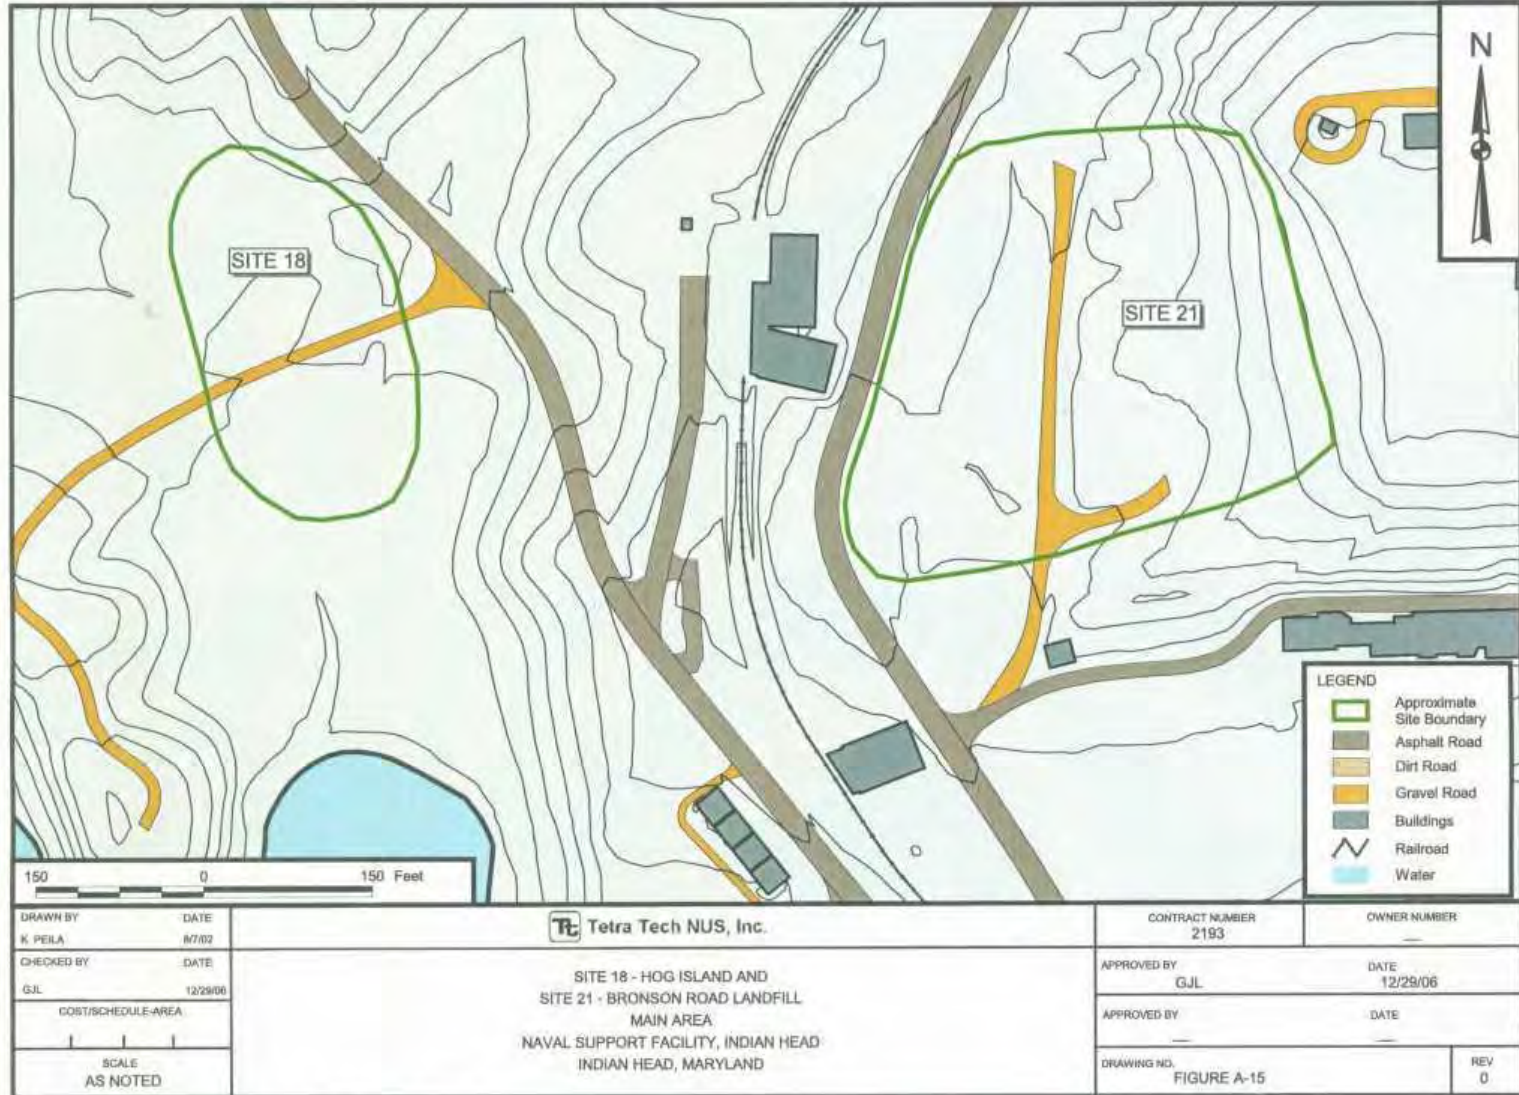 N
SITE 18
SITE 21
LEGEND
Approximate
Site Boundary
Asphalt Road
Dirt Road
Gravel Road
Buildings
Railroad
Water
150 0 150 Feet
DRAWN BY DATE
K. PEILA 8/7/02
CHECKED BY DATE
GJL 12/29/06
COST/SCHEDULE-AREA
SCALE
AS NOTED
Tt Tetra Tech NUS, Inc.
SITE 18 - HOG ISLAND AND
SITE 21 - BRONSON ROAD LANDFILL
MAIN AREA
NAVAL SUPPORT FACILITY, INDIAN HEAD
INDIAN HEAD, MARYLAND
CONTRACT NUMBER
2193
OWNER NUMBER
—
APPROVED BY DATE
GJL 12/29/06
APPROVED BY DATE
— —
DRAWING NO.
FIGURE A-15
REV
0